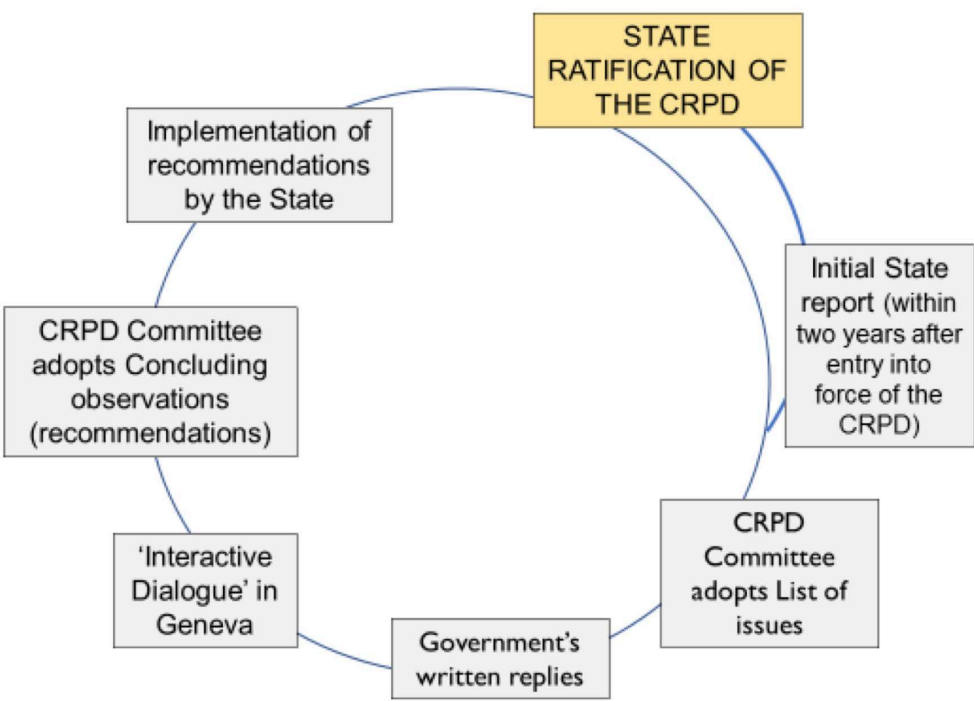 STATE
RATIFICATION OF
THE CRPD
Initial State
report (within
two years after
entry into
force of the
CRPD)
CRPD
Committee
adopts List of
issues
Government's
written replies
‘Interactive
Dialogue’ in
Geneva
CRPD Committee
adopts Concluding
observations
(recommendations)
Implementation of
recommendations
by the State